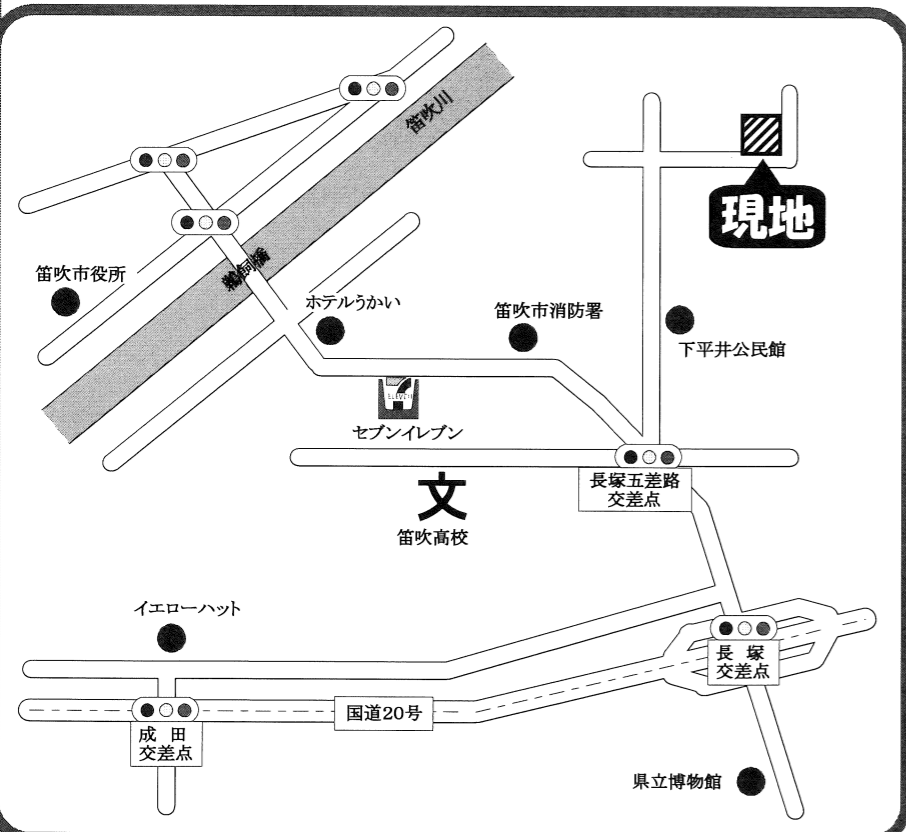 笛吹川
現地
笛吹市役所
鵜飼橋
ホテルうかい
笛吹市消防署
下平井公民館
ELEVEn
セブンイレブン
長塚五差路
交差点
文
笛吹高校
イエローハット
長 塚
交差点
国道20号
成 田
交差点
県立博物館